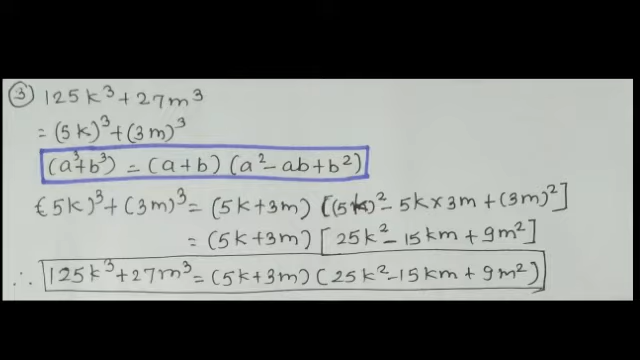 ③ 125k³ + 27m³
= (5k)³ + (3m)³
(a³+b³) = (a+b) (a² - ab + b²)
(5k)³ + (3m)³ = (5k+3m) [(5k)² - 5k × 3m + (3m)²]
= (5k+3m) [25k² - 15km + 9m²]
∴ 125k³ + 27m³ = (5k+3m) (25k² - 15km + 9m²)